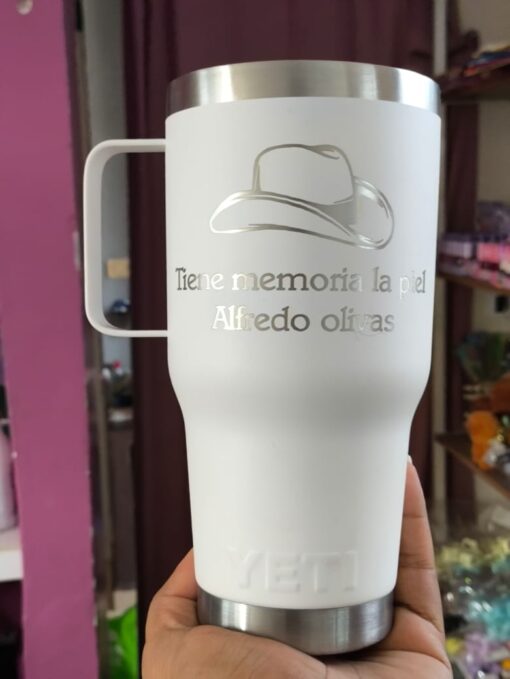 Tiene memoria la piel
Alfredo olivas
YETI